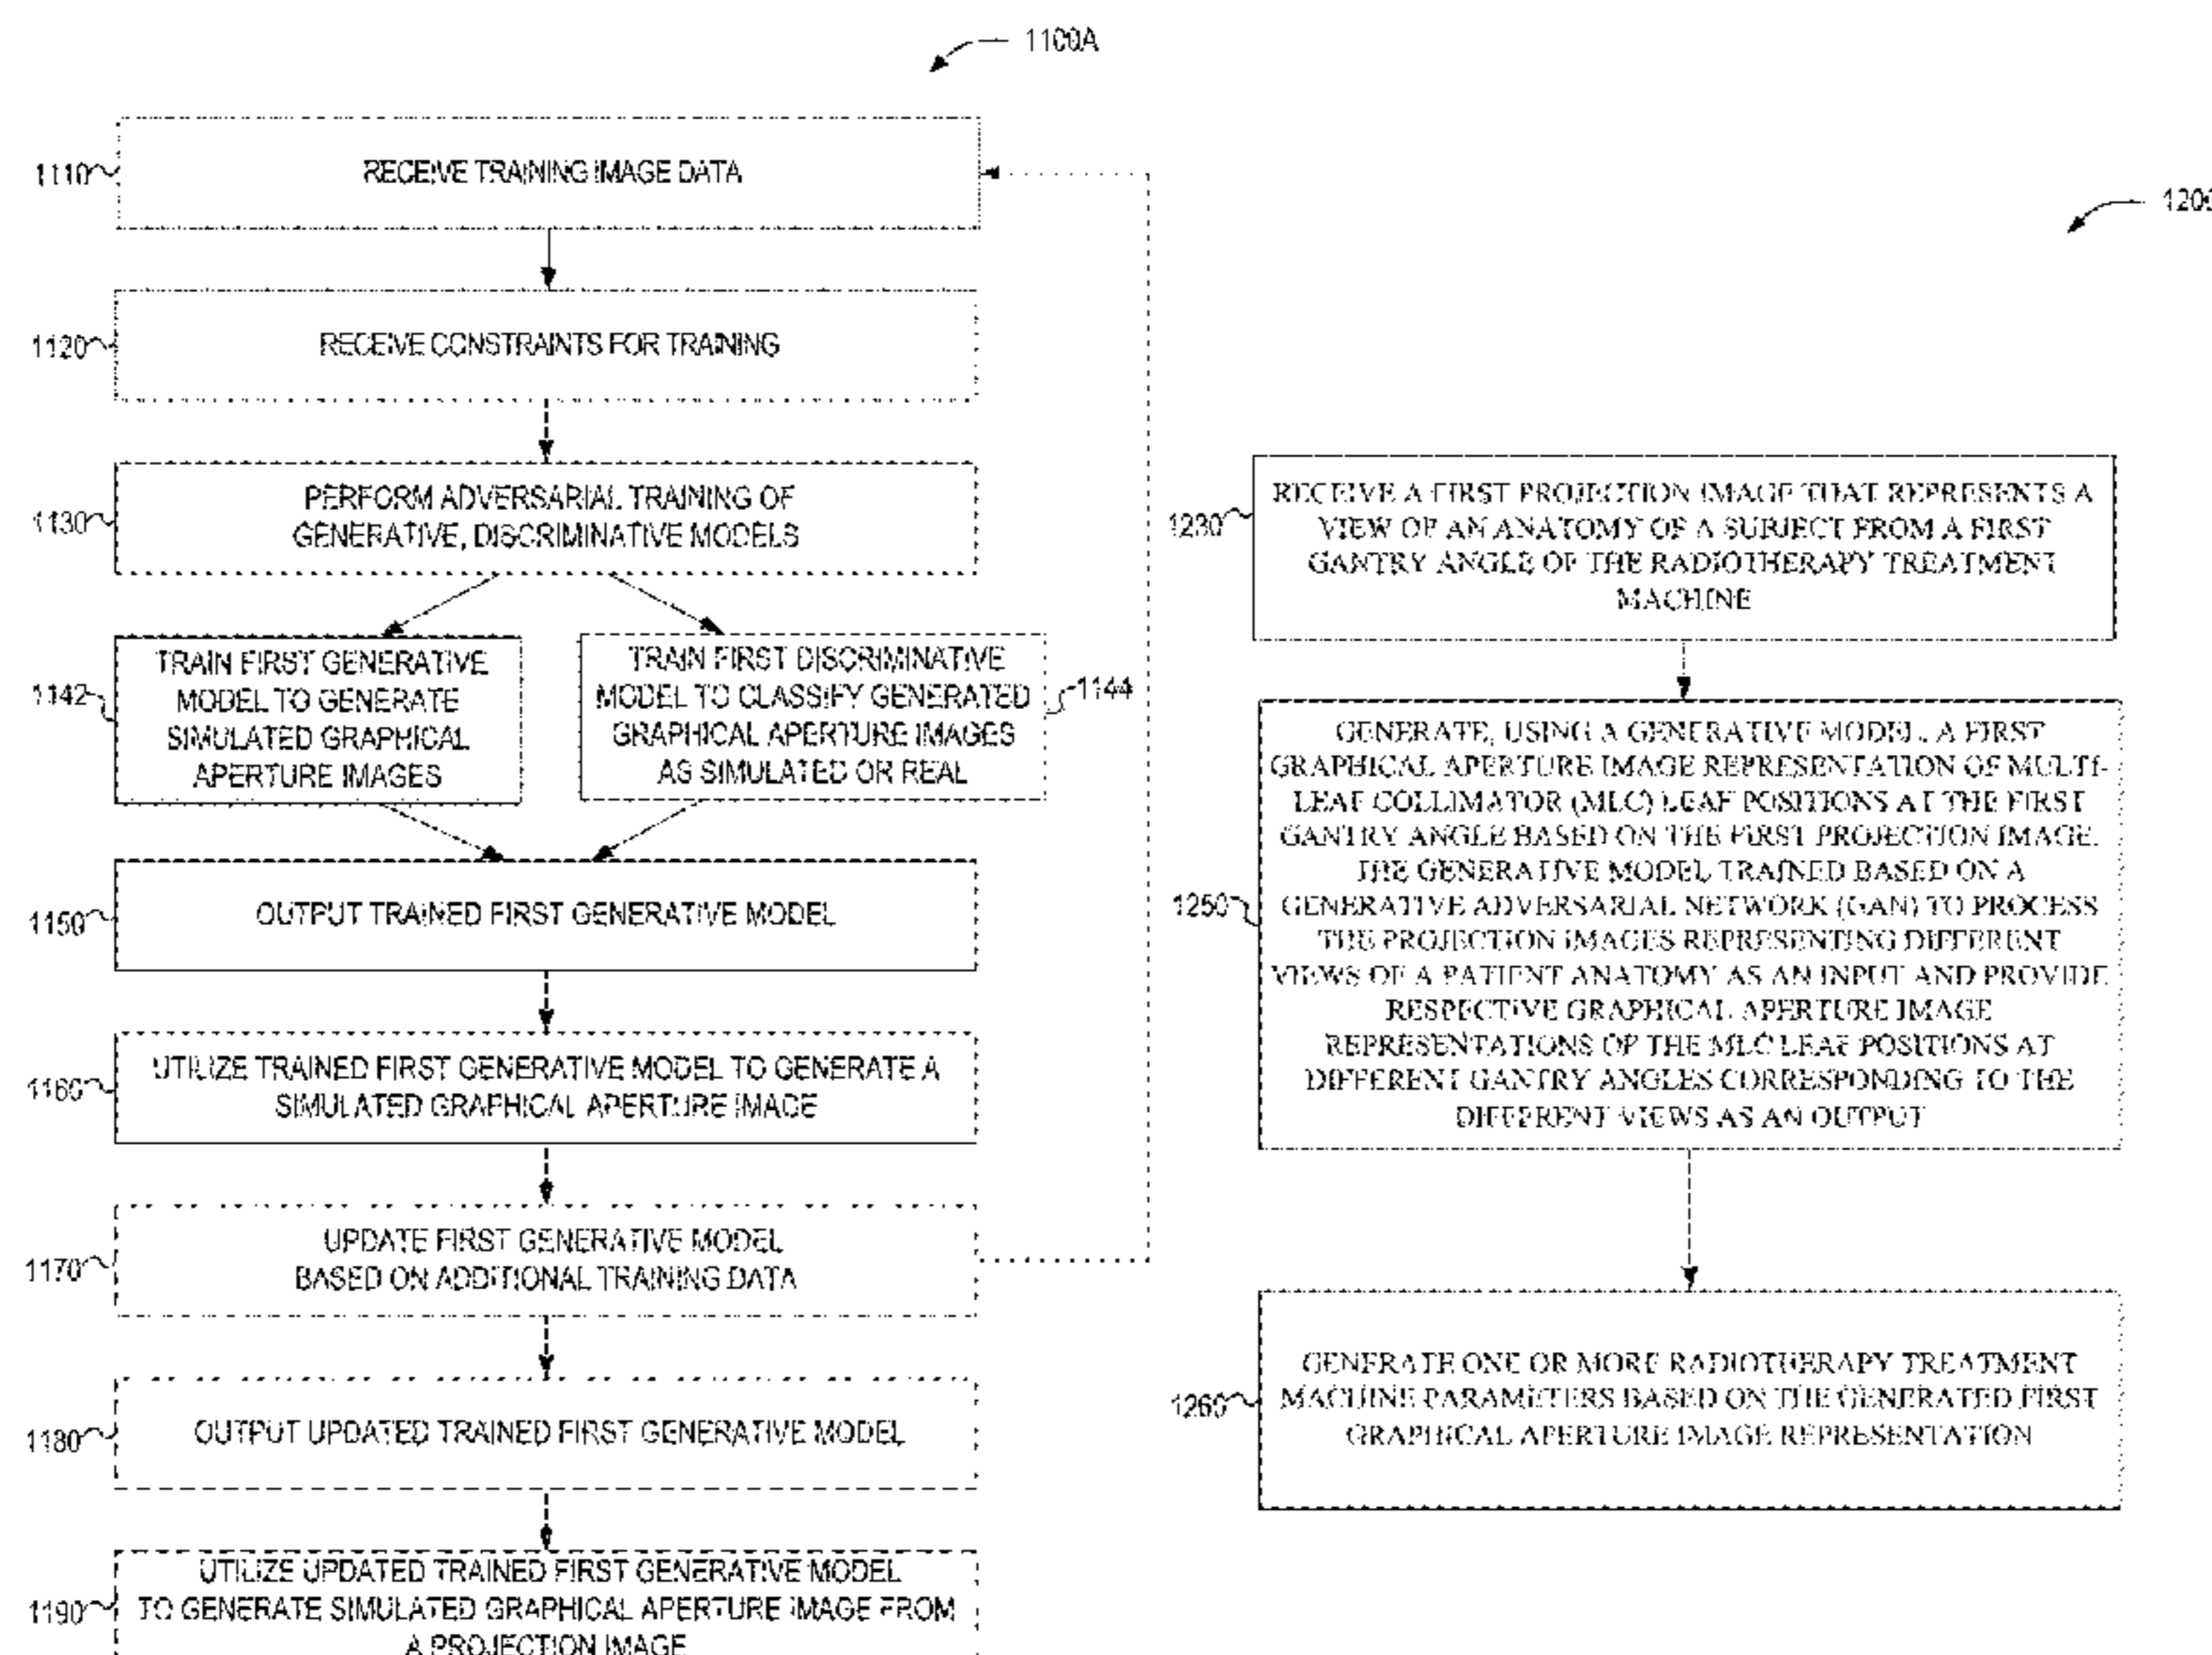 1100A
1110
RECEIVE TRAINING IMAGE DATA
1120
RECEIVE CONSTRAINTS FOR TRAINING
1130
PERFORM ADVERSARIAL TRAINING OF
GENERATIVE, DISCRIMINATIVE MODELS
1142
TRAIN FIRST GENERATIVE
MODEL TO GENERATE
SIMULATED GRAPHICAL
APERTURE IMAGES
TRAIN FIRST DISCRIMINATIVE
MODEL TO CLASSIFY GENERATED
GRAPHICAL APERTURE IMAGES
AS SIMULATED OR REAL
1144
1150
OUTPUT TRAINED FIRST GENERATIVE MODEL
1160
UTILIZE TRAINED FIRST GENERATIVE MODEL TO GENERATE A
SIMULATED GRAPHICAL APERTURE IMAGE
1170
UPDATE FIRST GENERATIVE MODEL
BASED ON ADDITIONAL TRAINING DATA
1180
OUTPUT UPDATED TRAINED FIRST GENERATIVE MODEL
1190
UTILIZE UPDATED TRAINED FIRST GENERATIVE MODEL
TO GENERATE SIMULATED GRAPHICAL APERTURE IMAGE FROM
A PROJECTION IMAGE
1200
1230
RECEIVE A FIRST PROJECTION IMAGE THAT REPRESENTS A
VIEW OF AN ANATOMY OF A SUBJECT FROM A FIRST
GANTRY ANGLE OF THE RADIOTHERAPY TREATMENT
MACHINE
1250
GENERATE, USING A GENERATIVE MODEL, A FIRST
GRAPHICAL APERTURE IMAGE REPRESENTATION OF MULTI-
LEAF COLLIMATOR (MLC) LEAF POSITIONS AT THE FIRST
GANTRY ANGLE BASED ON THE FIRST PROJECTION IMAGE,
THE GENERATIVE MODEL TRAINED BASED ON A
GENERATIVE ADVERSARIAL NETWORK (GAN) TO PROCESS
THE PROJECTION IMAGES REPRESENTING DIFFERENT
VIEWS OF A PATIENT ANATOMY AS AN INPUT AND PROVIDE
RESPECTIVE GRAPHICAL APERTURE IMAGE
REPRESENTATIONS OF THE MLC LEAF POSITIONS AT
DIFFERENT GANTRY ANGLES CORRESPONDING TO THE
DIFFERENT VIEWS AS AN OUTPUT
1260
GENERATE ONE OR MORE RADIOTHERAPY TREATMENT
MACHINE PARAMETERS BASED ON THE GENERATED FIRST
GRAPHICAL APERTURE IMAGE REPRESENTATION